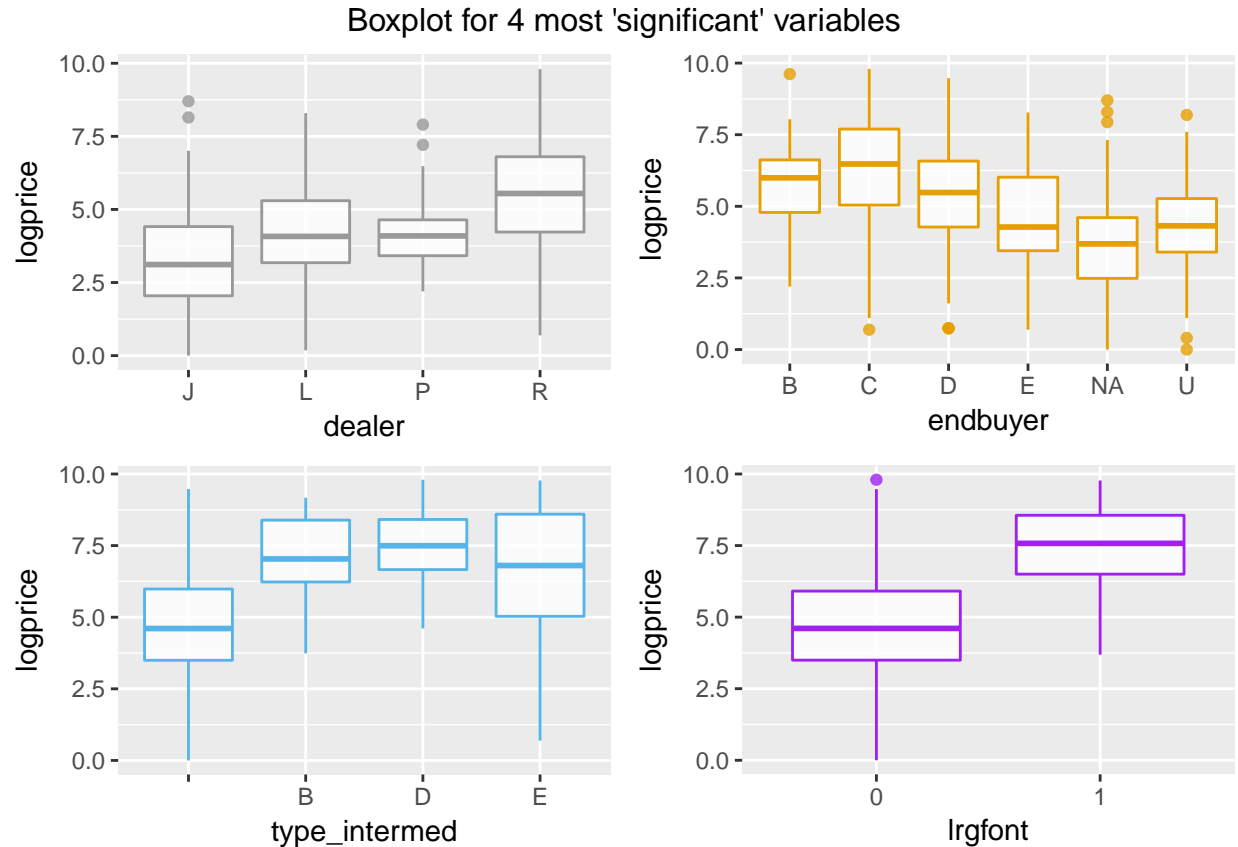 Boxplot for 4 most 'significant' variables
logprice
10.0
7.5
5.0
2.5
0.0
J L P R
dealer
logprice
10.0
7.5
5.0
2.5
0.0
B C D E NA U
endbuyer
logprice
10.0
7.5
5.0
2.5
0.0
B D E
type_intermed
logprice
10.0
7.5
5.0
2.5
0.0
0 1
lrgfont